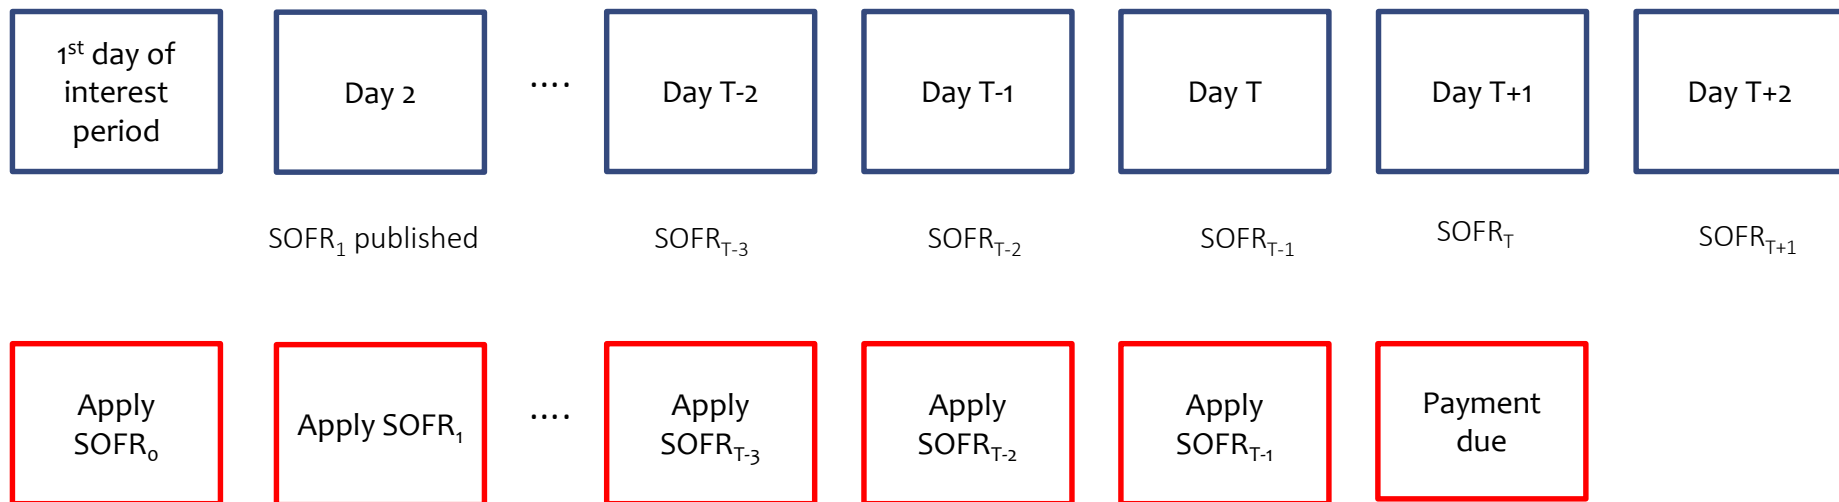 1st day of
interest
period
Day 2
....
Day T-2
Day T-1
Day T
Day T+1
Day T+2
SOFR1 published
SOFRT-3
SOFRT-2
SOFRT-1
SOFRT
SOFRT+1
Apply
SOFR0
Apply SOFR1
....
Apply
SOFRT-3
Apply
SOFRT-2
Apply
SOFRT-1
Payment
due